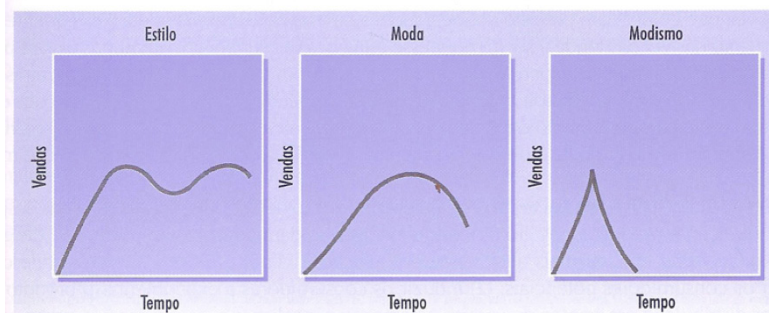 Estilo
Moda
Modismo
Vendas
Vendas
Vendas
Tempo
Tempo
Tempo